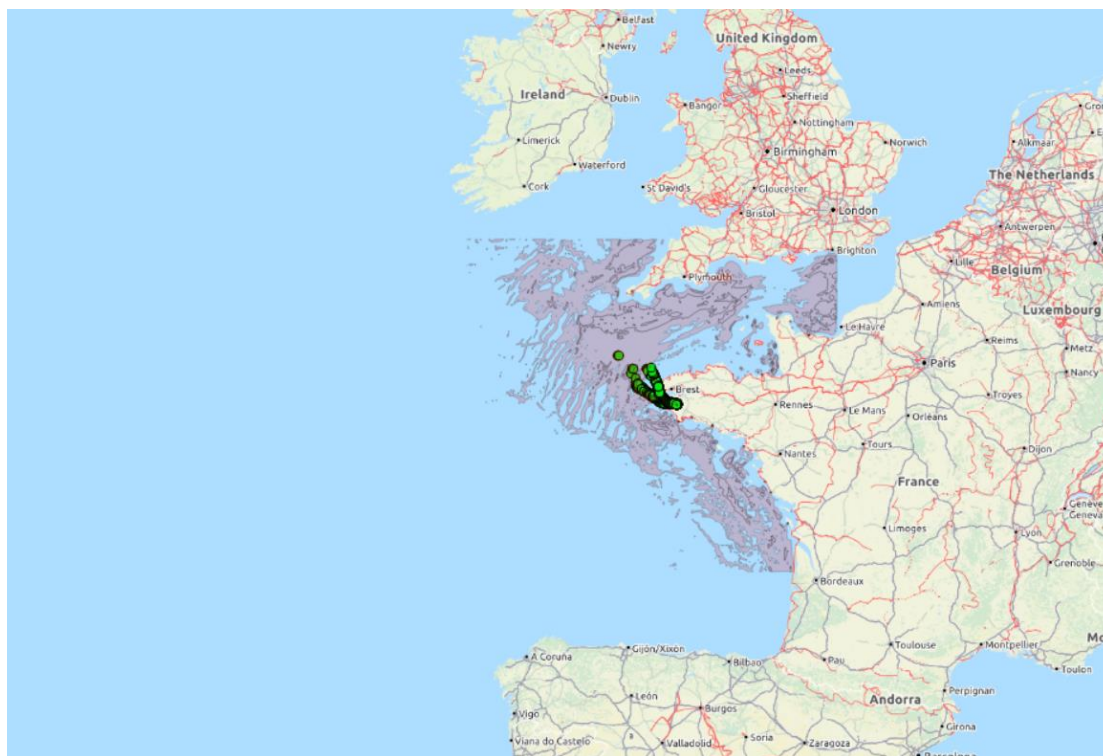 Belfast
United Kingdom
Newry
Leeds
Ireland
Dublin
Bangor
Sheffield
Nottingham
Limerick
Norwich
Alkmaar
Birmingham
Waterford
The Netherlands
Cork
St David's
Gloucester
London
Bristol
Antwerpen
Brighton
Lille
Belgium
Plymouth
Amiens
Luxembourg
Le Havre
Reims
Metz
Paris
Nancy
Brest
Troyes
Rennes
Le Mans
Orléans
Tours
Dijon
Nantes
France
Genève
Geneva
Limoges
Lyon
Grenoble
Bordeaux
A Coruna
Gijón/Xixón
Toulouse
Montpellier
Bilbao
Pau
Toulon
Andorra
Perpignan
León
Vigo
Burgos
Girona
Viana do Castelo
Valladolid
Soria
Zaragoza